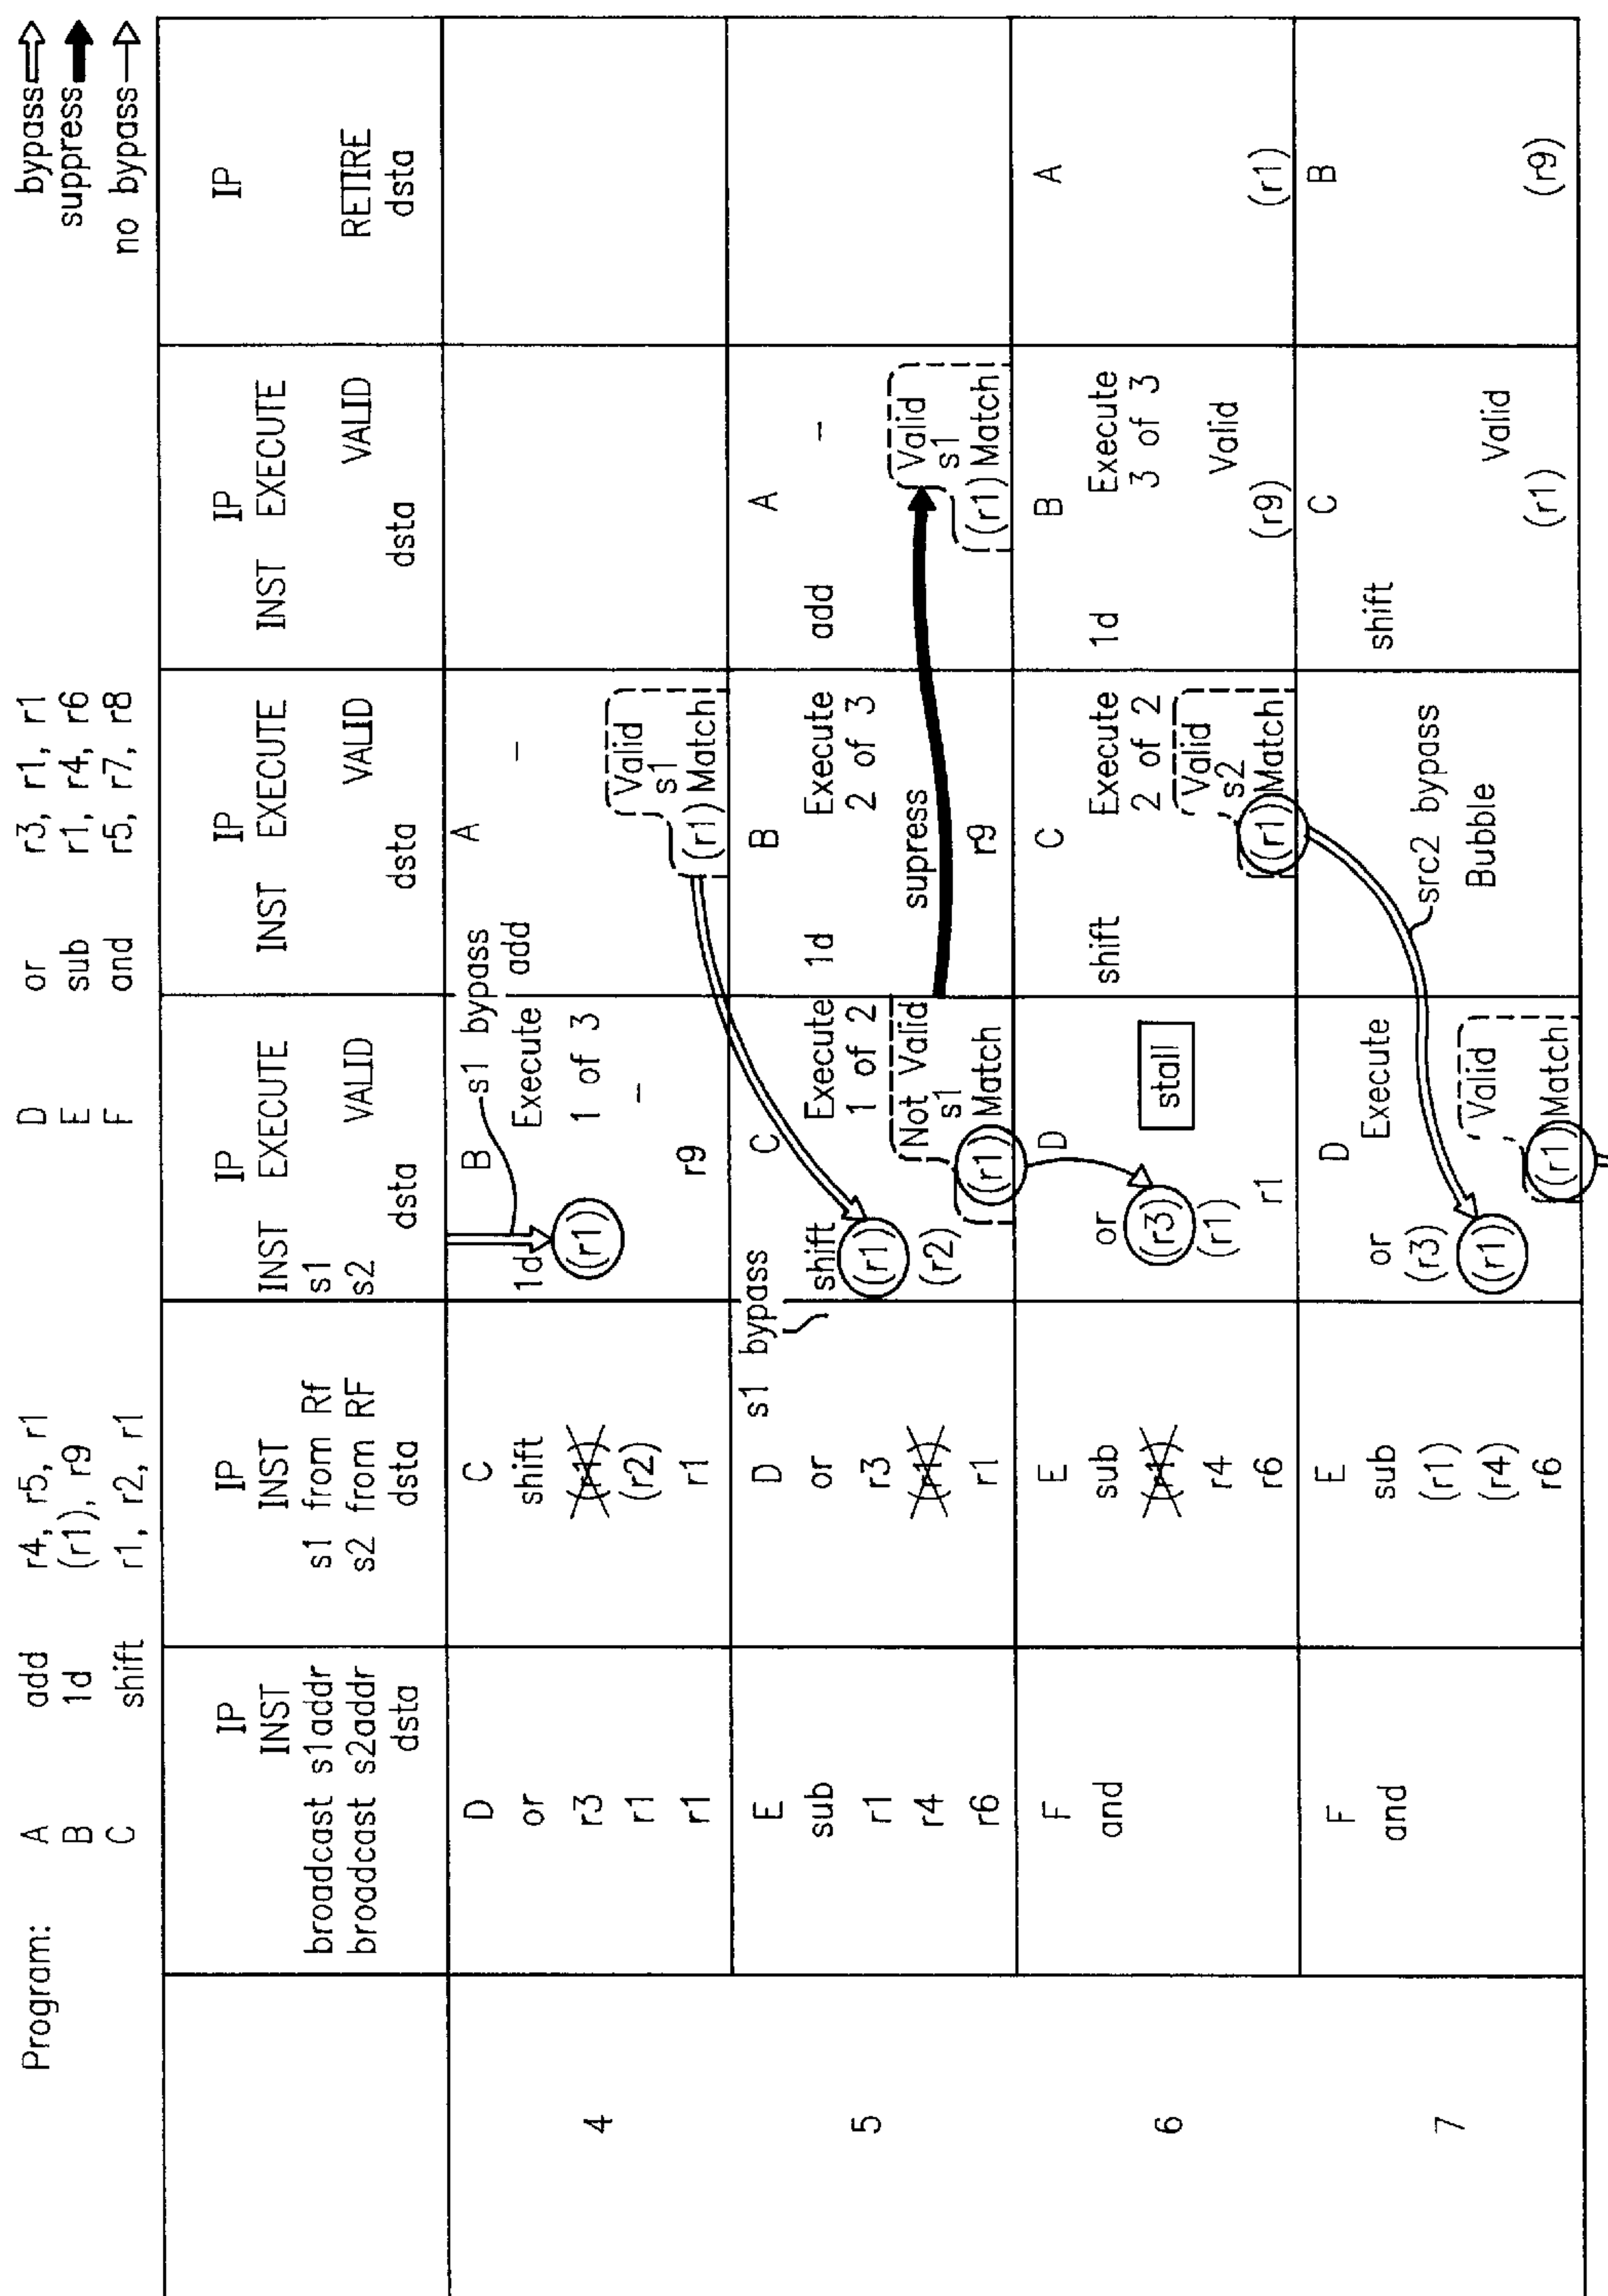 Program:
A add r4, r5, r1
B 1d (r1), r9
C shift r1, r2, r1
D or r3, r1, r1
E sub r1, r4, r6
F and r5, r7, r8
bypass
suppress
no bypass
IP
INST
broadcast s1addr
broadcast s2addr
dsta
IP
INST
s1 from Rf
s2 from RF
dsta
IP
INST EXECUTE
s1
s2 VALID
dsta
IP
INST EXECUTE
VALID
dsta
IP
INST EXECUTE
VALID
dsta
IP
RETIRE
dsta
4
D
or
r3
r1
r1
C
shift
(r1)
(r2)
r1
B
s1 bypass
1d Execute
1 of 3
(r1)
–
r9
A
add –
Valid
s1
(r1) Match
5
E
sub
r1
r4
r6
D
or
r3
(r1)
r1
s1 bypass
C
shift Execute
1 of 2
(r1)
(r2)
Not Valid
s1
(r1) Match
B
1d Execute
2 of 3
supress
r9
A
add –
Valid
s1
(r1) Match
6
F
and
E
sub
(r1)
r4
r6
D
or stall
(r3)
(r1)
r1
C
shift Execute
2 of 2
Valid
s2
(r1) Match
B
1d Execute
3 of 3
Valid
(r9)
A
(r1)
7
F
and
E
sub
(r1)
(r4)
r6
D
or Execute
(r3)
(r1)
Valid
(r1) Match
src2 bypass
Bubble
C
shift
Valid
(r1)
B
(r9)